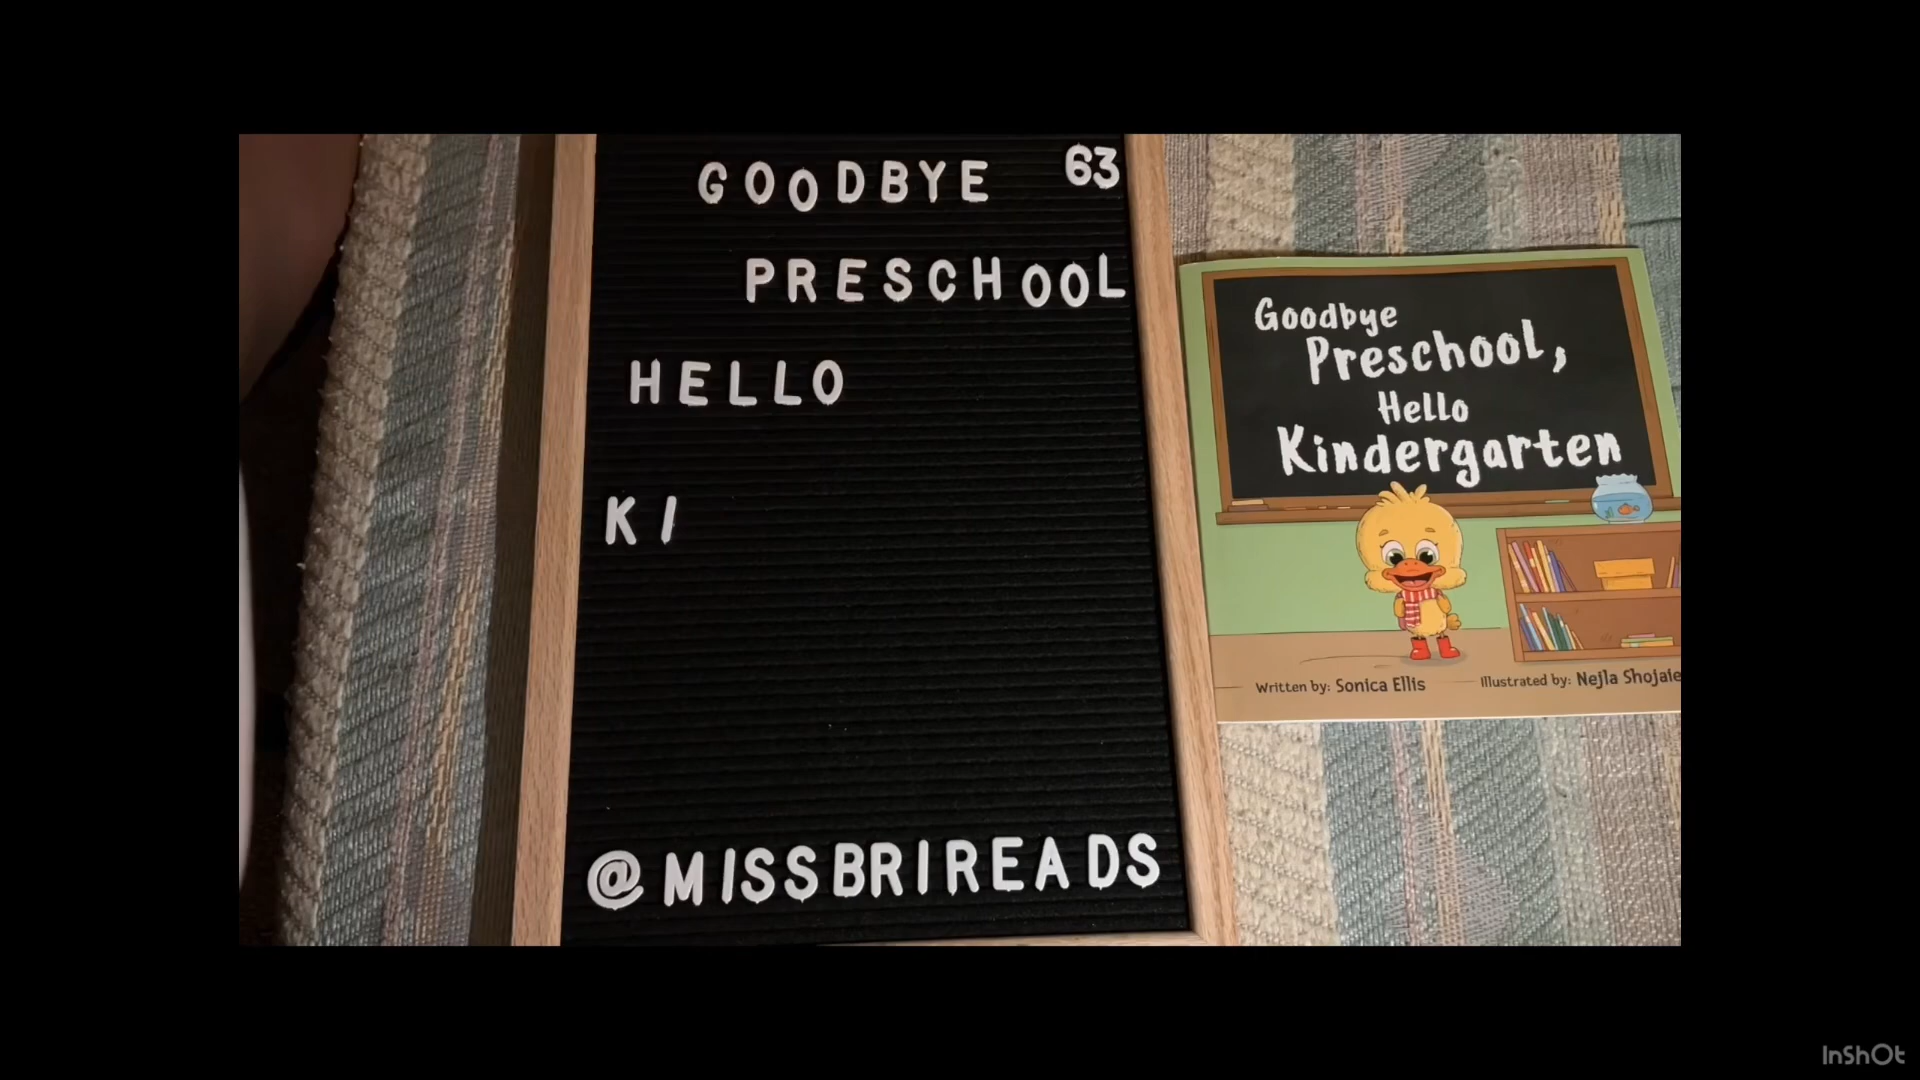 GOODBYE 63
PRESCHOOL
HELLO
KI
@MISSBRIREADS
Goodbye
Preschool,
Hello
Kindergarten
Written by: Sonica Ellis
Illustrated by: Nejla Shojaie
InShOt